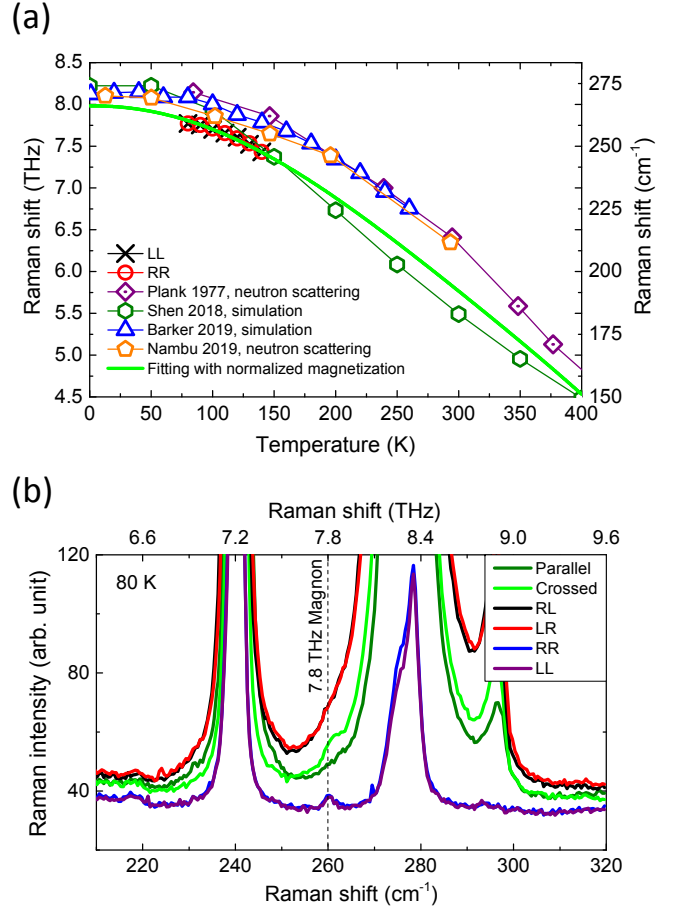 (a)
8.5
8.0
7.5
7.0
6.5
6.0
5.5
5.0
4.5
Raman shift (THz)
275
250
225
200
175
150
Raman shift (cm⁻¹)
LL
RR
Plank 1977, neutron scattering
Shen 2018, simulation
Barker 2019, simulation
Nambu 2019, neutron scattering
Fitting with normalized magnetization
0 50 100 150 200 250 300 350 400
Temperature (K)
(b)
Raman shift (THz)
6.6 7.2 7.8 8.4 9.0 9.6
120
80
40
Raman intensity (arb. unit)
80 K
7.8 THz Magnon
Parallel
Crossed
RL
LR
RR
LL
220 240 260 280 300 320
Raman shift (cm⁻¹)